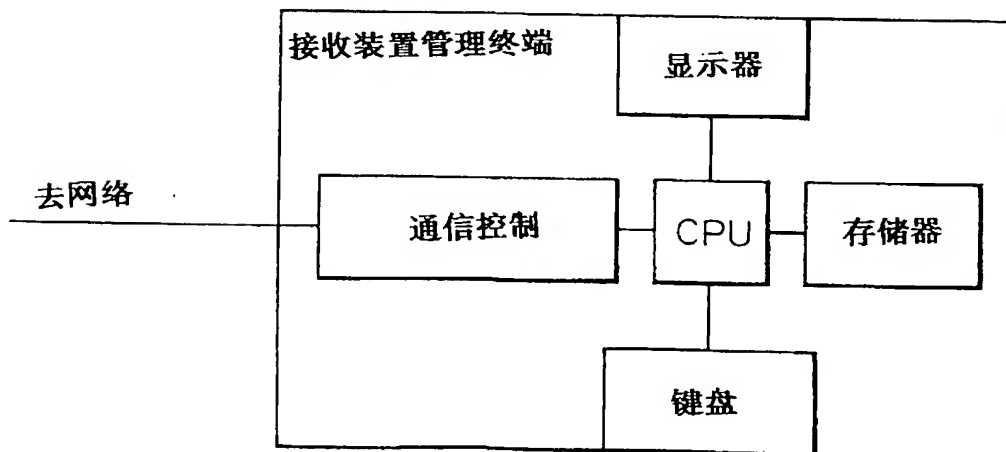 接收装置管理终端
显示器
去网络
通信控制
CPU
存储器
键盘